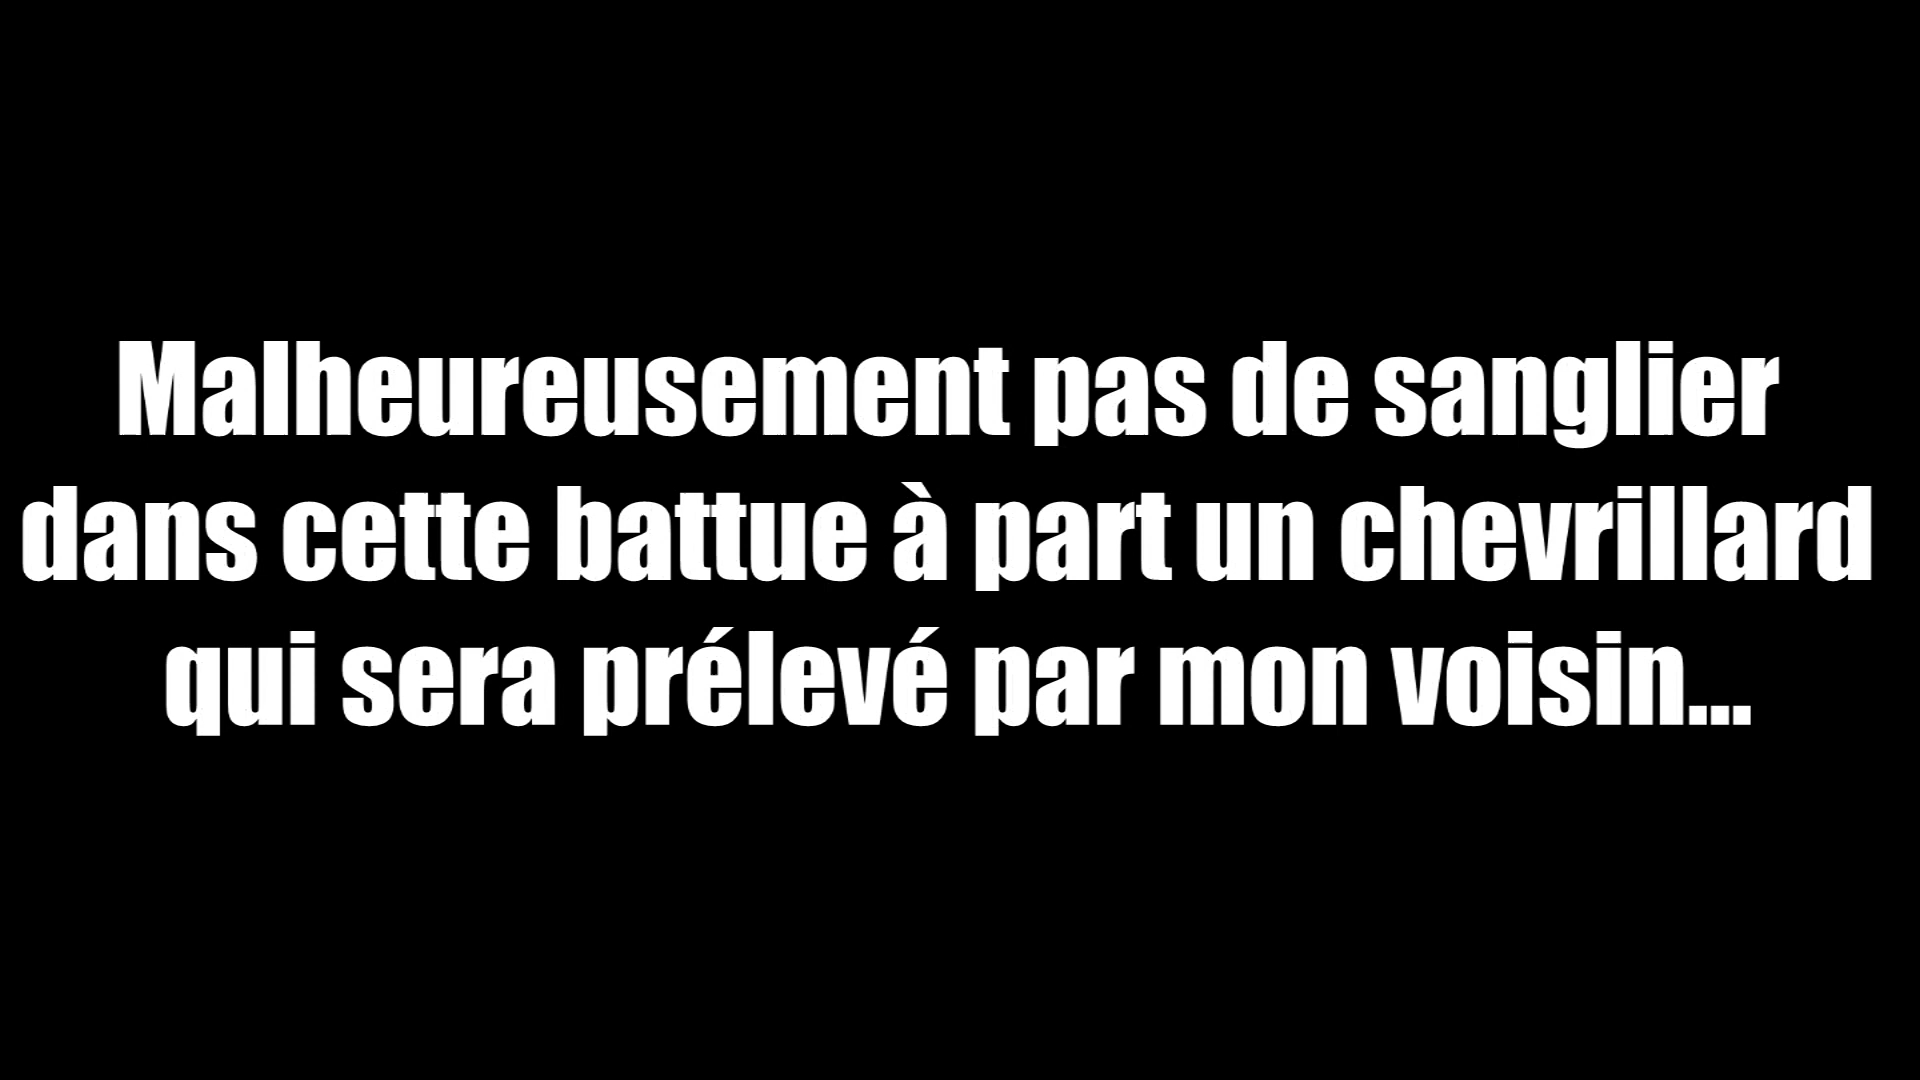 Malheureusement pas de sanglier
dans cette battue à part un chevrillard
qui sera prélevé par mon voisin...